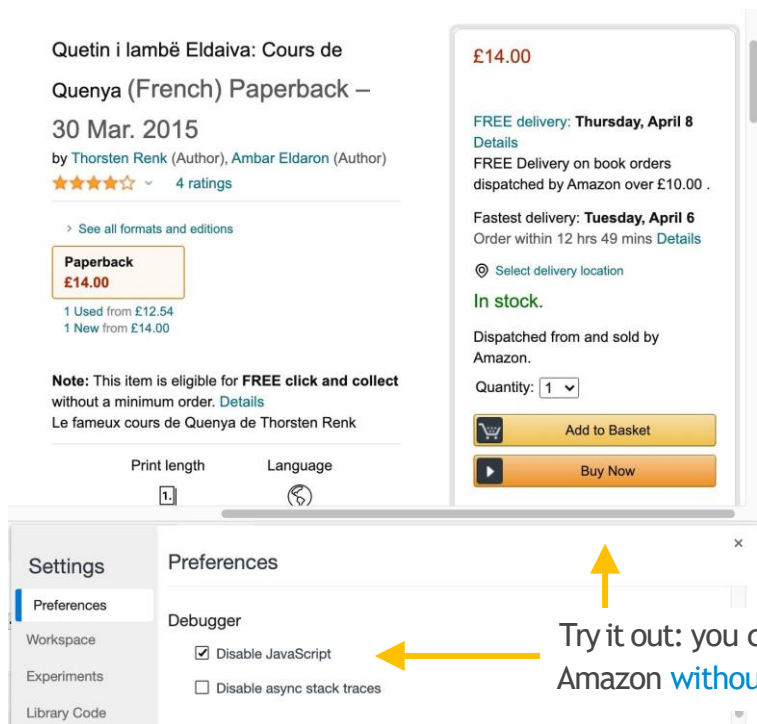 Quetin i lambë Eldaiva: Cours de
Quenya (French) Paperback –
30 Mar. 2015
by Thorsten Renk (Author), Ambar Eldaron (Author)
4 ratings
See all formats and editions
Paperback
£14.00
1 Used from £12.54
1 New from £14.00
Note: This item is eligible for FREE click and collect
without a minimum order. Details
Le fameux cours de Quenya de Thorsten Renk
Print length Language
1.
£14.00
FREE delivery: Thursday, April 8
Details
FREE Delivery on book orders
dispatched by Amazon over £10.00 .
Fastest delivery: Tuesday, April 6
Order within 12 hrs 49 mins Details
Select delivery location
In stock.
Dispatched from and sold by
Amazon.
Quantity: 1
Add to Basket
Buy Now
Settings
Preferences
Workspace
Experiments
Library Code
Preferences
Debugger
Disable JavaScript
Disable async stack traces
Try it out: you
Amazon